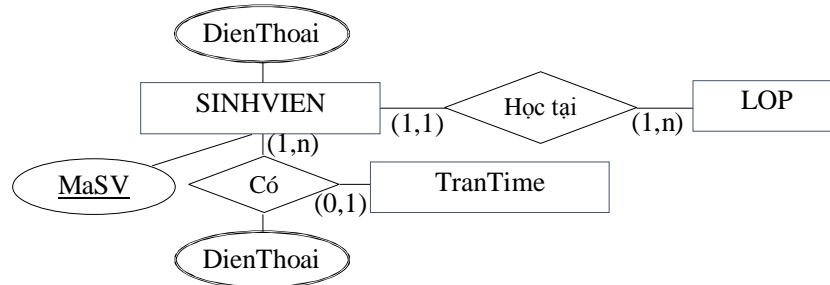 DienThoai
SINHVIEN
Học tại
LOP
(1,1)
(1,n)
(1,n)
MaSV
Có
TranTime
(0,1)
DienThoai